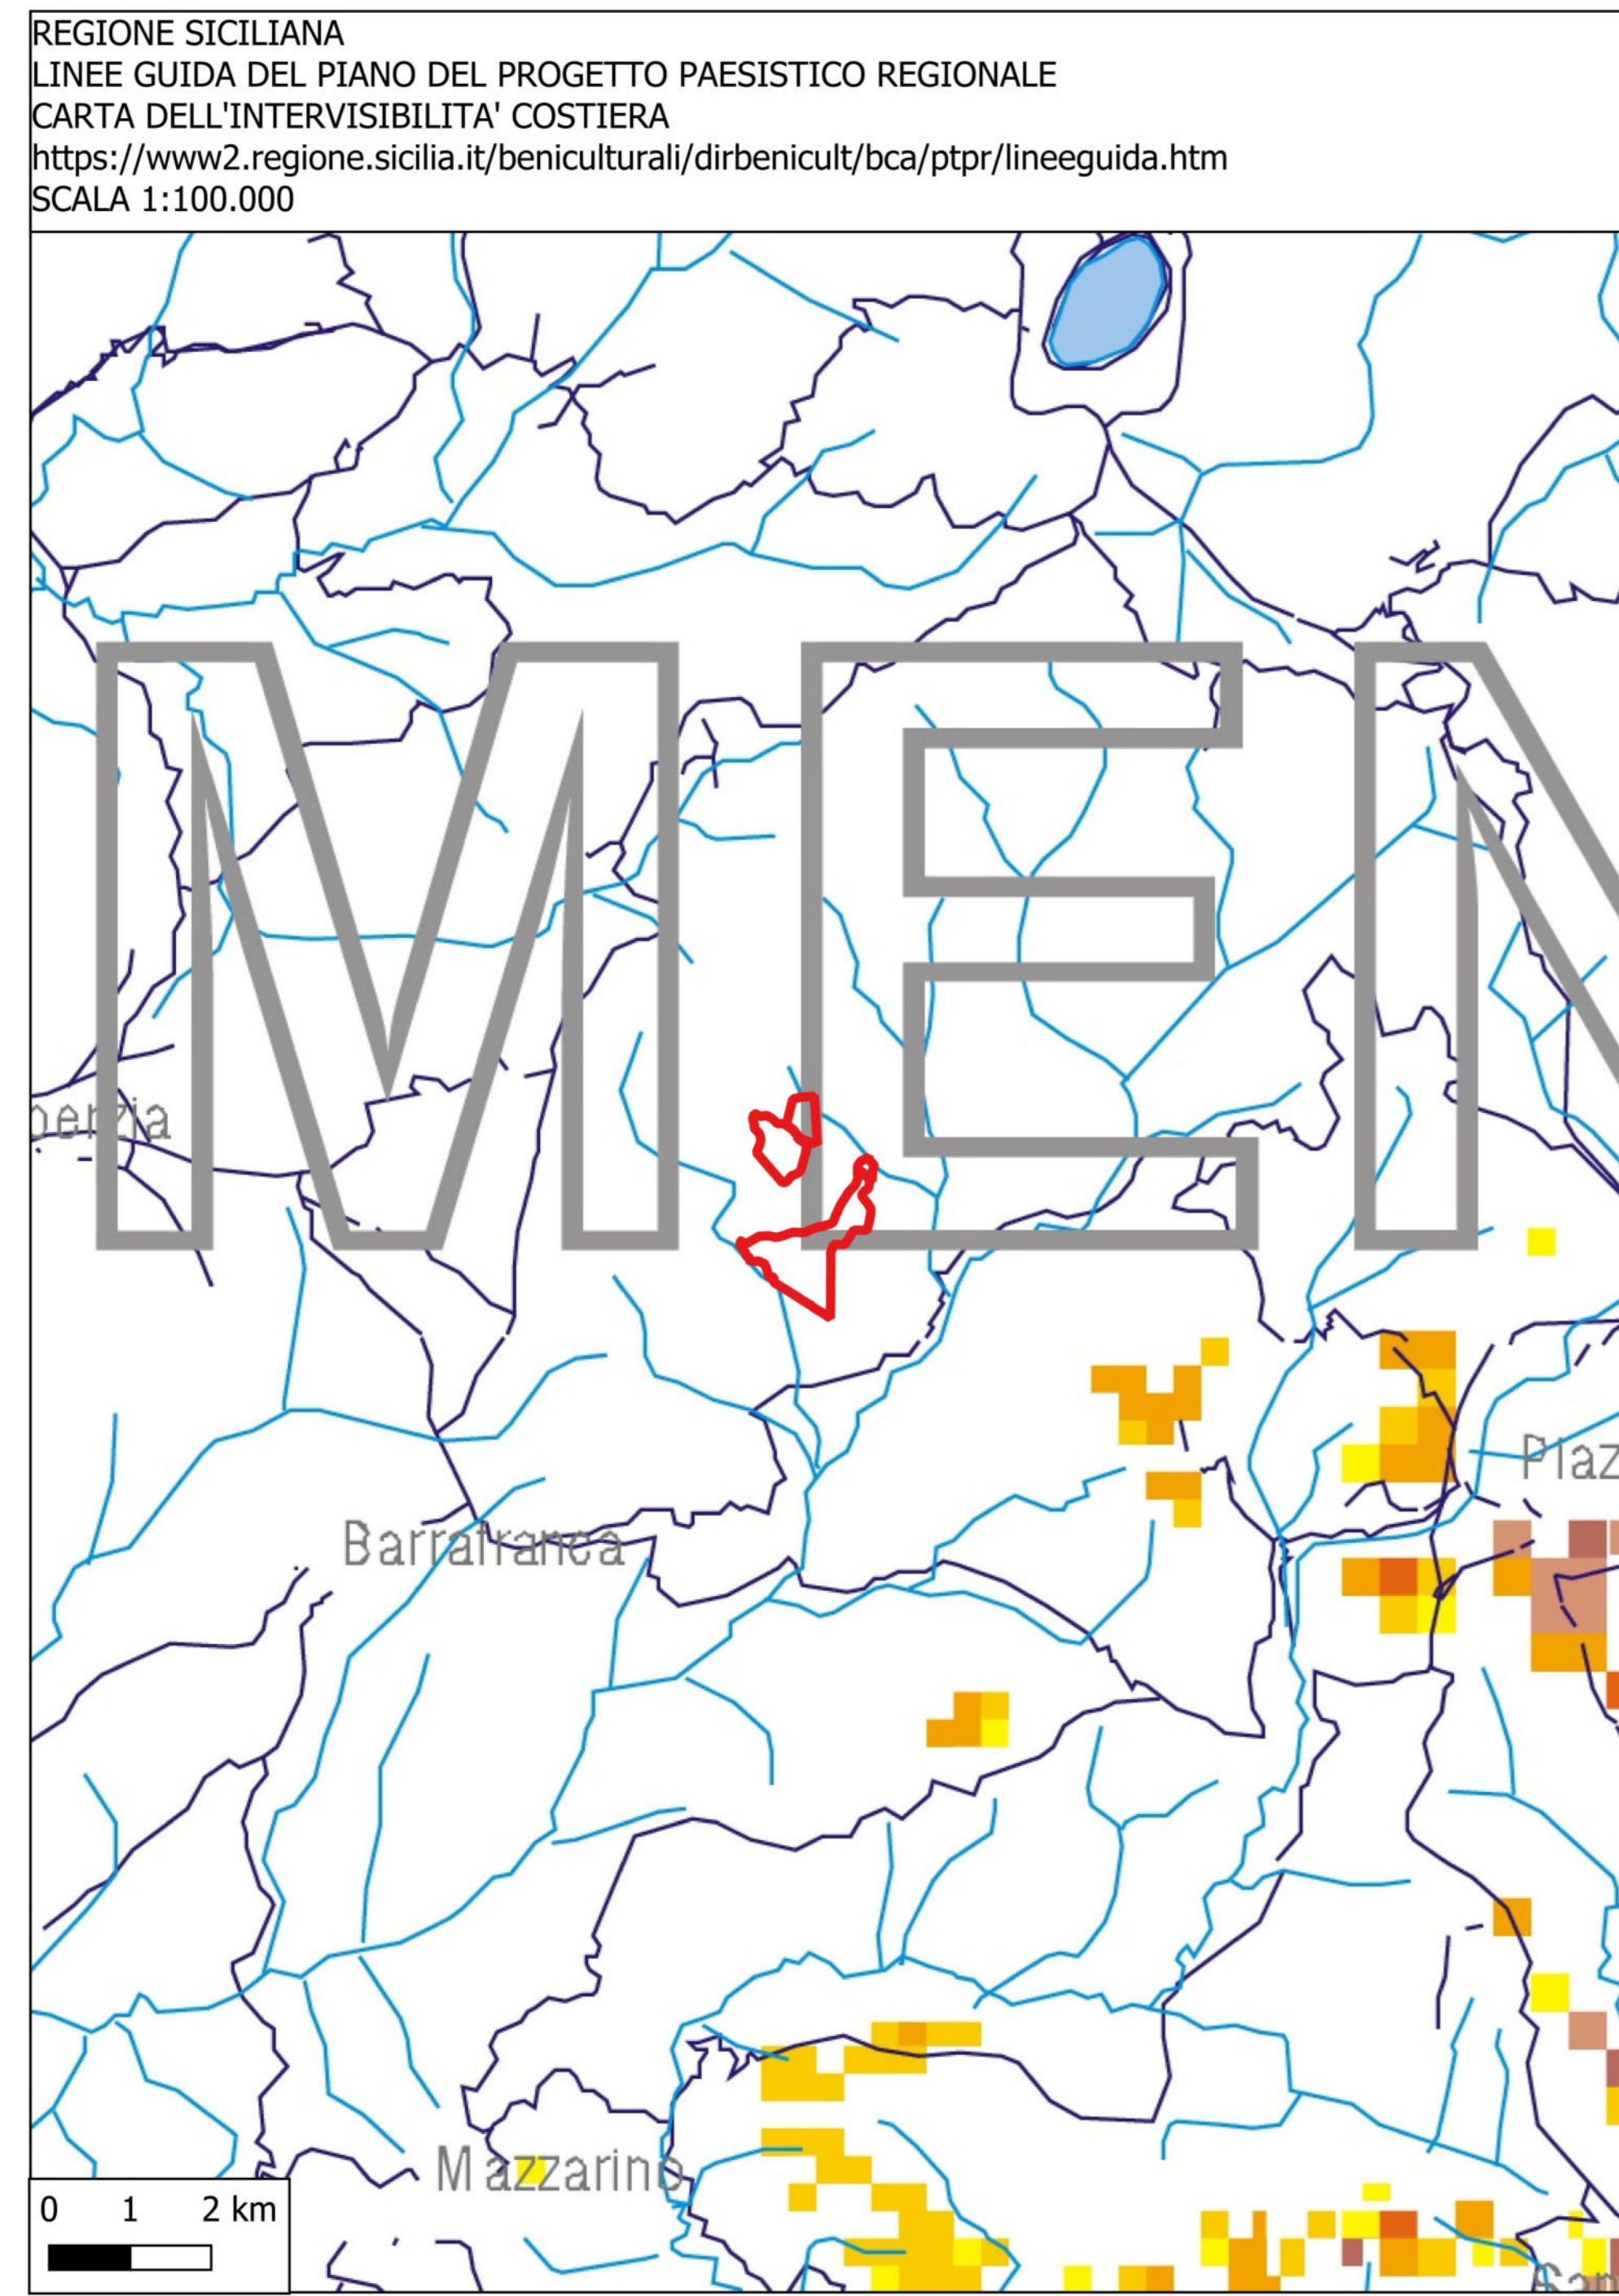 REGIONE SICILIANA
LINEE GUIDA DEL PIANO DEL PROGETTO PAESISTICO REGIONALE
CARTA DELL'INTERVISIBILITA' COSTIERA
https://www2.regione.sicilia.it/beniculturali/dirbenicult/bca/ptpr/lineeguida.htm
SCALA 1:100.000
MEN
Piaz
Barrafranca
Mazzarino
0 1 2 km